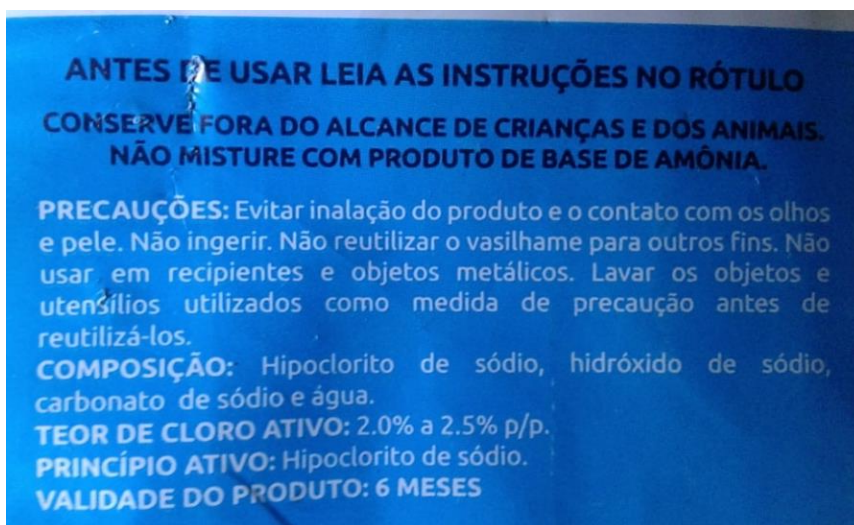 ANTES DE USAR LEIA AS INSTRUÇÕES NO RÓTULO
CONSERVE FORA DO ALCANCE DE CRIANÇAS E DOS ANIMAIS.
NÃO MISTURE COM PRODUTO DE BASE DE AMÔNIA.
PRECAUÇÕES: Evitar inalação do produto e o contato com os olhos
e pele. Não ingerir. Não reutilizar o vasilhame para outros fins. Não
usar em recipientes e objetos metálicos. Lavar os objetos e
utensílios utilizados como medida de precaução antes de
reutilizá-los.
COMPOSIÇÃO: Hipoclorito de sódio, hidróxido de sódio,
carbonato de sódio e água.
TEOR DE CLORO ATIVO: 2.0% a 2.5% p/p.
PRINCÍPIO ATIVO: Hipoclorito de sódio.
VALIDADE DO PRODUTO: 6 MESES